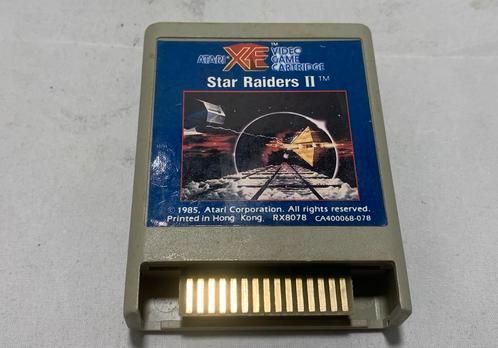 ATARI XE™ VIDEO
GAME
CARTRIDGE
Star Raiders II™
© 1985, Atari Corporation. All rights reserved.
Printed in Hong Kong. RX8078 CA400068-078